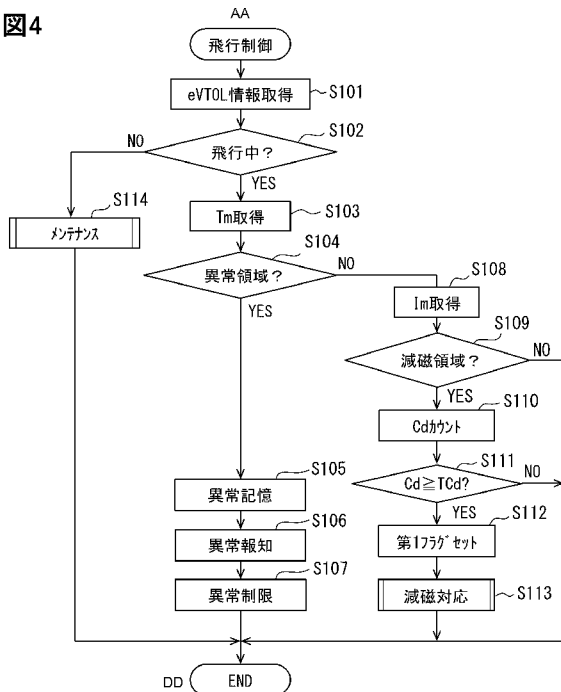 図4
AA
飛行制御
eVTOL情報取得
S101
S102
飛行中?
NO
YES
S114
メンテナンス
Tm取得
S103
S104
異常領域?
NO
YES
S108
Im取得
S109
減磁領域?
NO
YES
S110
Cdカウント
S111
Cd≧TCd?
NO
YES
S105
異常記憶
S106
異常報知
S107
異常制限
S112
第1フラグセット
減磁対応
S113
DD
END